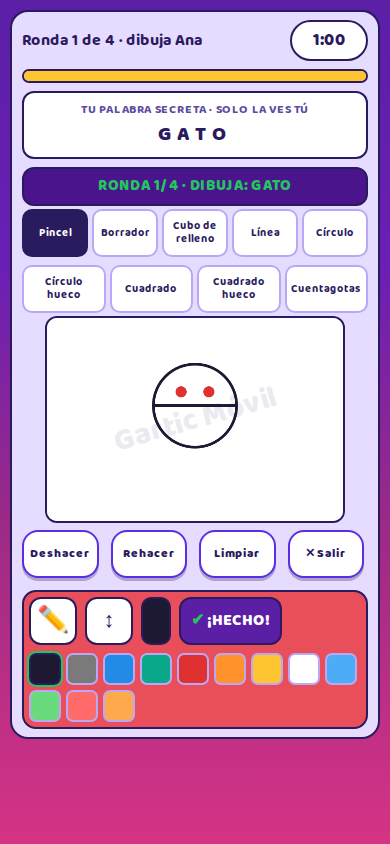 Ronda 1 de 4 · dibuja Ana
1:00
TU PALABRA SECRETA · SOLO LA VES TÚ
GATO
RONDA 1/4 · DIBUJA: GATO
Pincel
Borrador
Cubo de
relleno
Línea
Círculo
Círculo
hueco
Cuadrado
Cuadrado
hueco
Cuentagotas
Gartic Móvil
Deshacer
Rehacer
Limpiar
×Salir
✔¡HECHO!